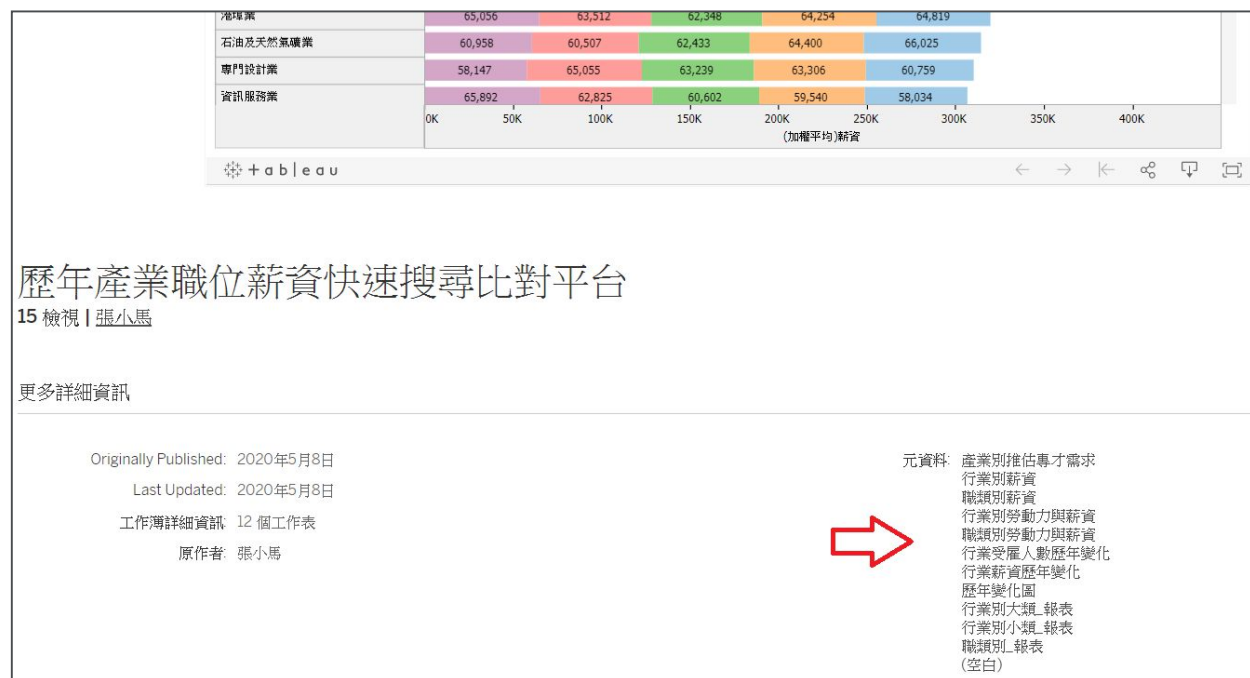 港埠業 65,056 63,512 62,348 64,254 64,819
石油及天然氣礦業 60,958 60,507 62,433 64,400 66,025
專門設計業 58,147 65,055 63,239 63,306 60,759
資訊服務業 65,892 62,825 60,602 59,540 58,034
0K 50K 100K 150K 200K 250K 300K 350K 400K
(加權平均)薪資
+ableau
歷年產業職位薪資快速搜尋比對平台
15 檢視 | 張小馬
更多詳細資訊
Originally Published: 2020年5月8日
Last Updated: 2020年5月8日
工作簿詳細資訊: 12 個工作表
原作者: 張小馬
元資料: 產業別推估專才需求
行業別薪資
職類別薪資
行業別勞動力與薪資
職類別勞動力與薪資
行業受雇人數歷年變化
行業薪資歷年變化
歷年變化圖
行業別大類_報表
行業別小類_報表
職類別_報表
(空白)